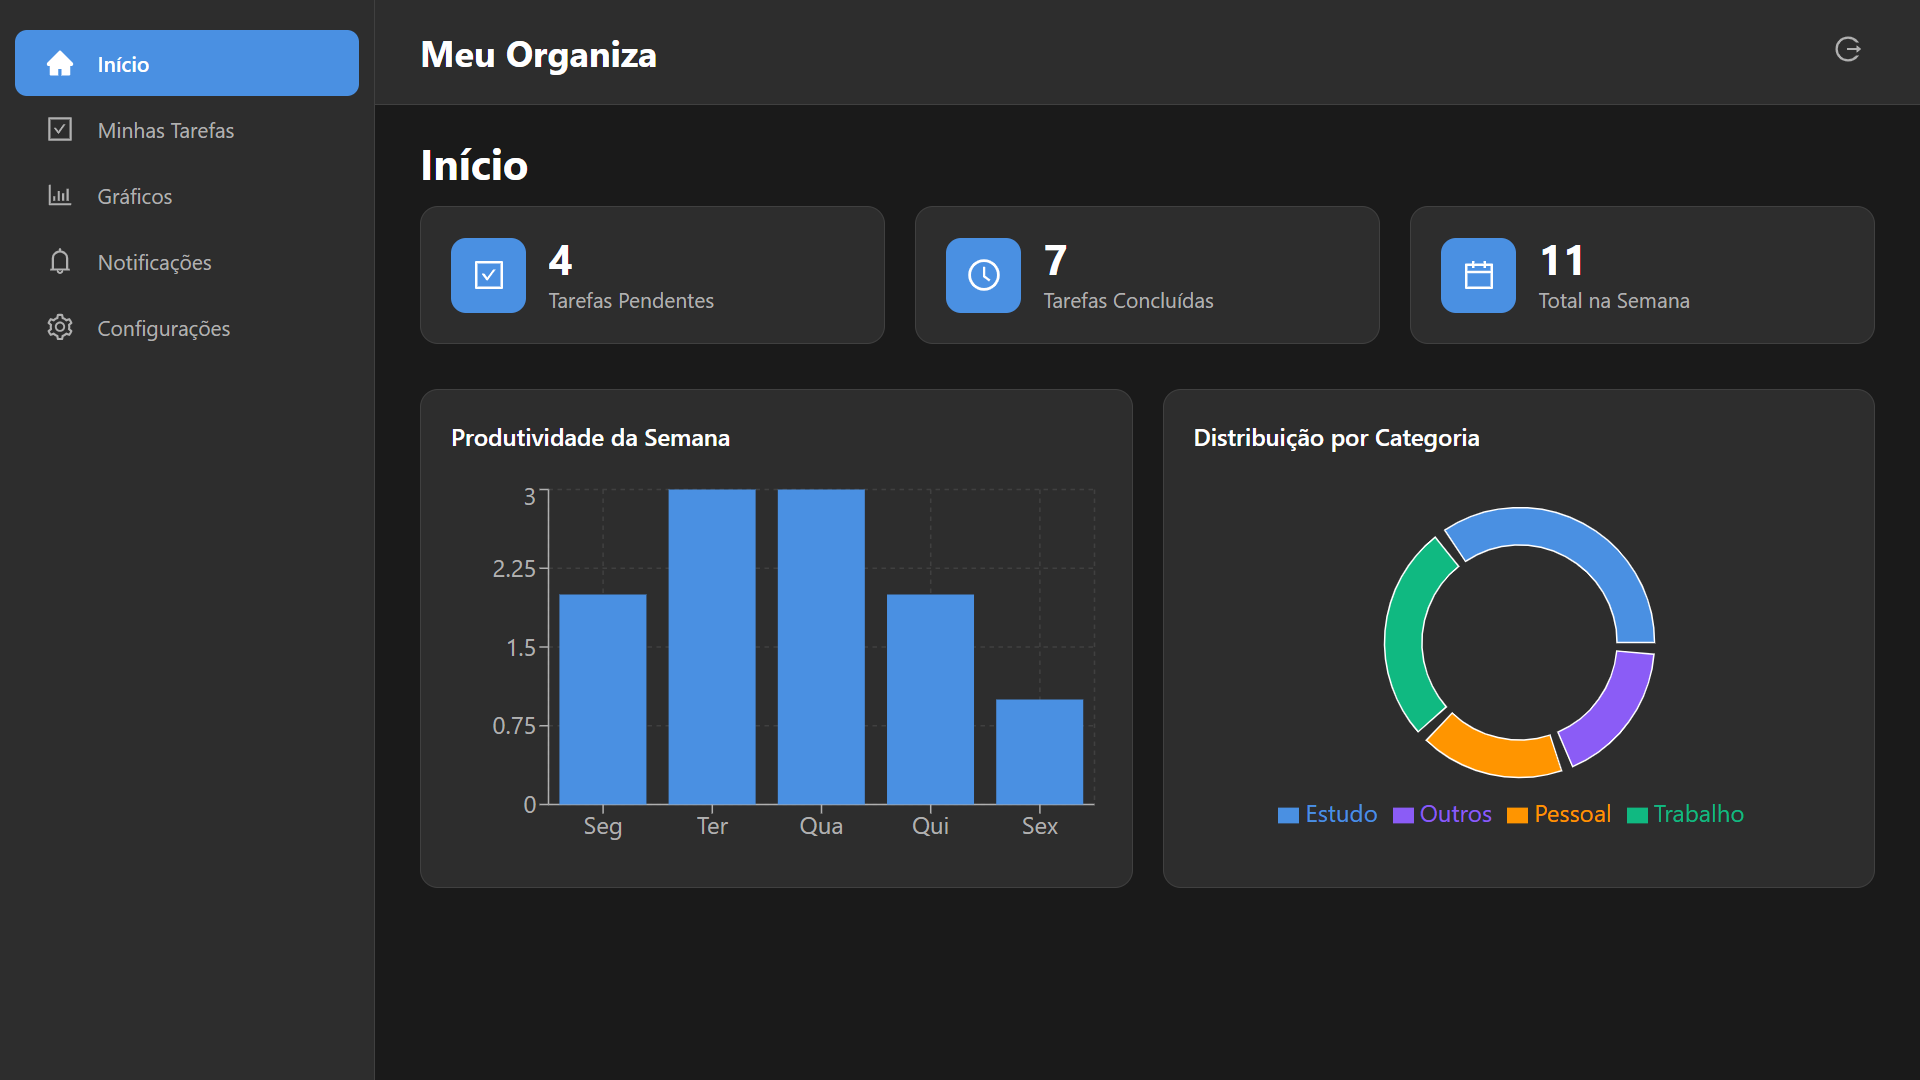 Início
Minhas Tarefas
Gráficos
Notificações
Configurações
Meu Organiza
Início
4
Tarefas Pendentes
7
Tarefas Concluídas
11
Total na Semana
Produtividade da Semana
3
2.25
1.5
0.75
0
Seg Ter Qua Qui Sex
Distribuição por Categoria
Estudo Outros Pessoal Trabalho